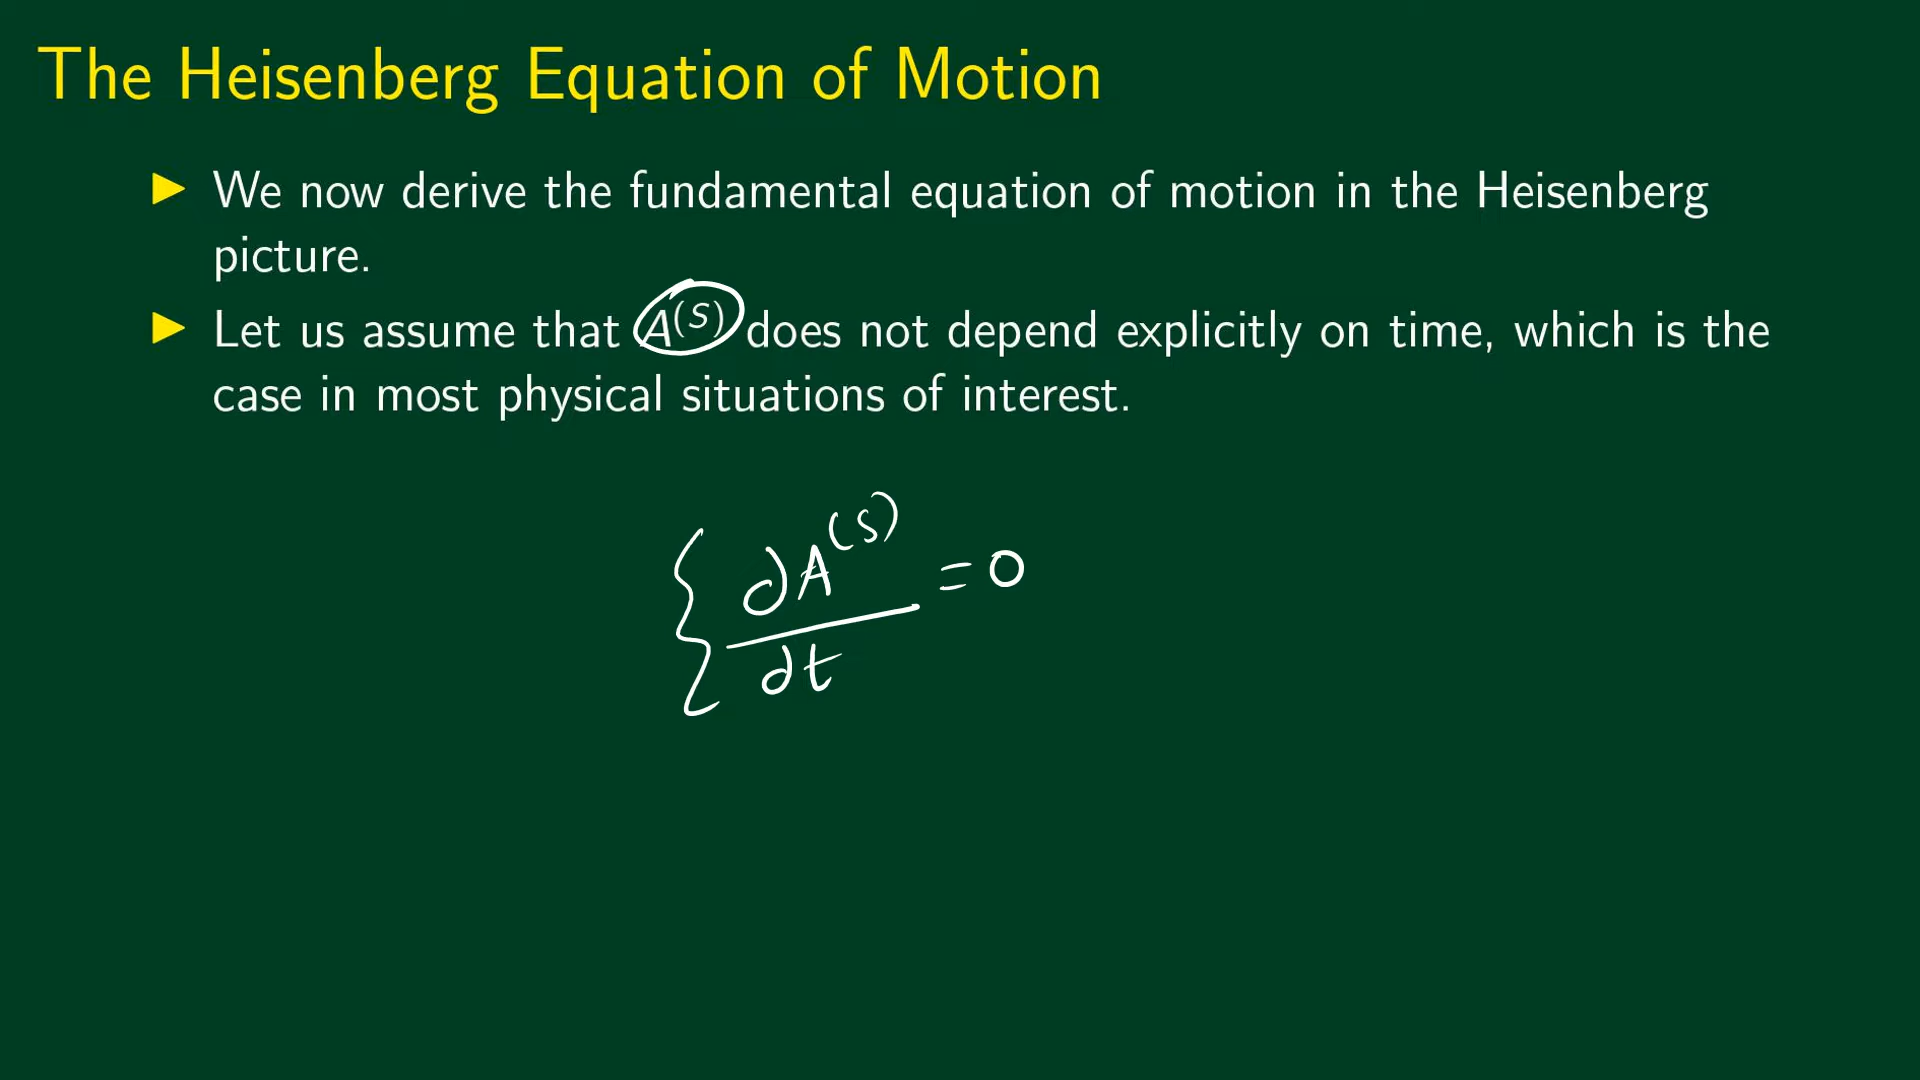 The Heisenberg Equation of Motion
▶ We now derive the fundamental equation of motion in the Heisenberg
picture.
▶ Let us assume that A^(S) does not depend explicitly on time, which is the
case in most physical situations of interest.
{ ∂A^(S)/∂t = 0